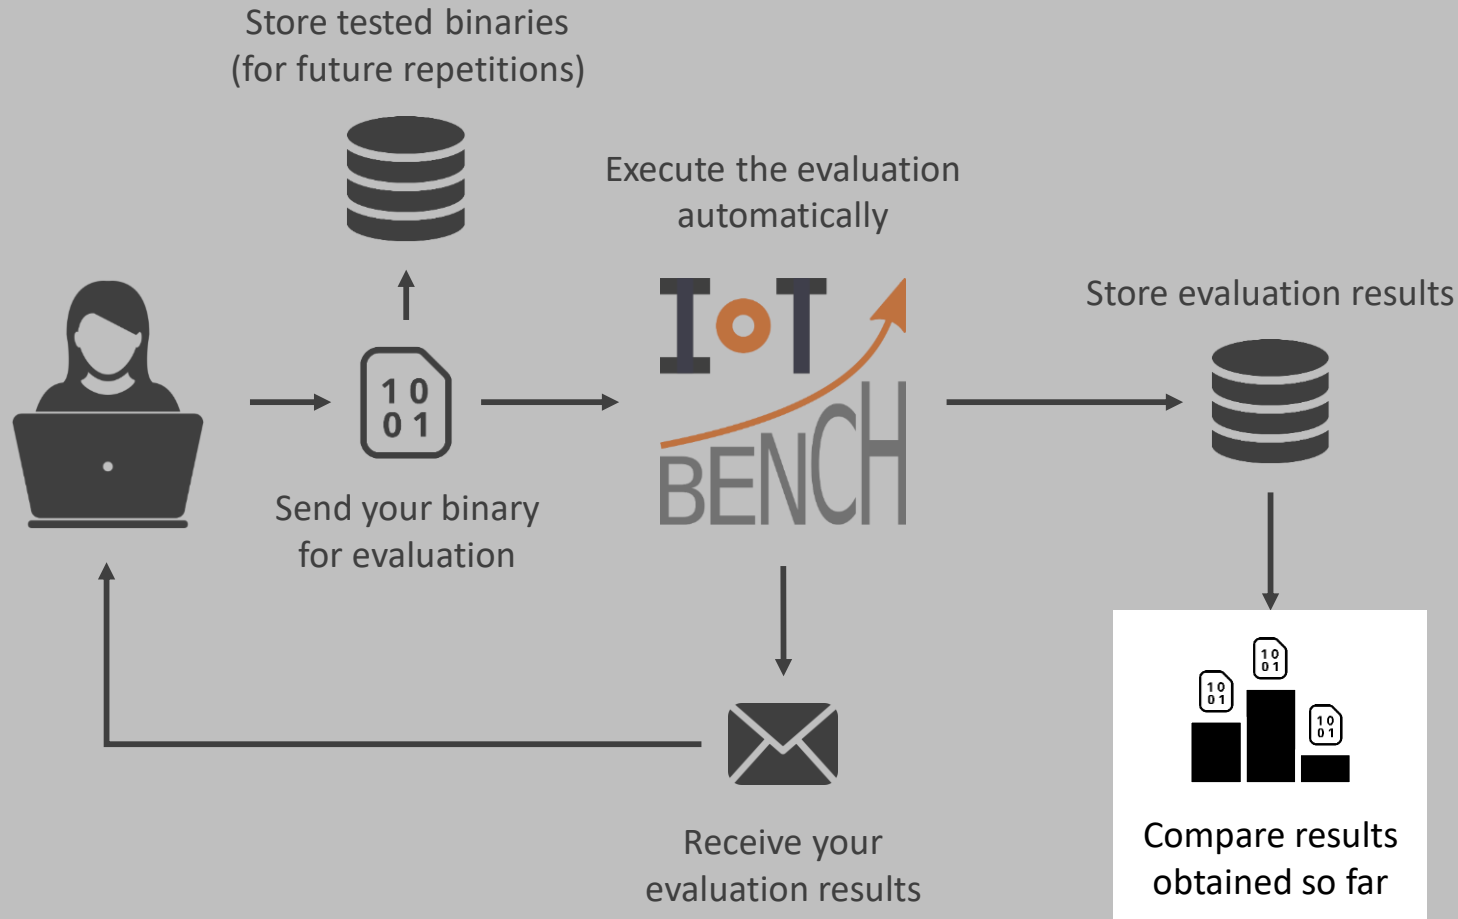 Store tested binaries
(for future repetitions)
Execute the evaluation
automatically
Store evaluation results
IoT
BENCH
10
01
Send your binary
for evaluation
10
01
10
01
10
01
Receive your
evaluation results
Compare results
obtained so far